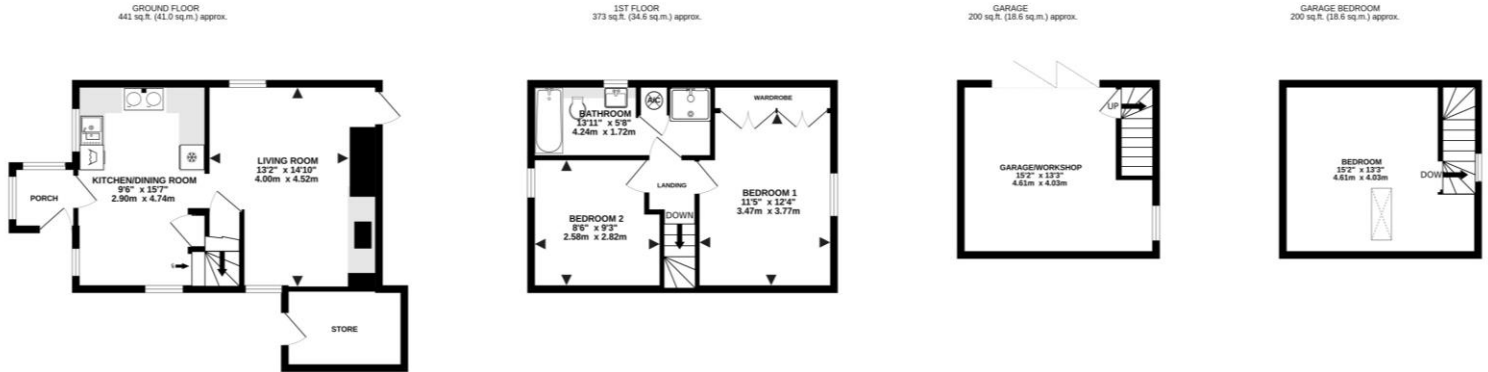 GROUND FLOOR
441 sq.ft. (41.0 sq.m.) approx.
1ST FLOOR
373 sq.ft. (34.6 sq.m.) approx.
GARAGE
200 sq.ft. (18.6 sq.m.) approx.
GARAGE BEDROOM
200 sq.ft. (18.6 sq.m.) approx.
PORCH
KITCHEN/DINING ROOM
9'6" x 15'7"
2.90m x 4.74m
LIVING ROOM
13'2" x 14'10"
4.00m x 4.52m
STORE
BATHROOM
13'11" x 5'8"
4.24m x 1.72m
A/C
WARDROBE
LANDING
BEDROOM 2
8'6" x 9'3"
2.58m x 2.82m
DOWN
BEDROOM 1
11'5" x 12'4"
3.47m x 3.77m
UP
GARAGE/WORKSHOP
15'2" x 13'3"
4.61m x 4.03m
BEDROOM
15'2" x 13'3"
4.61m x 4.03m
DOW